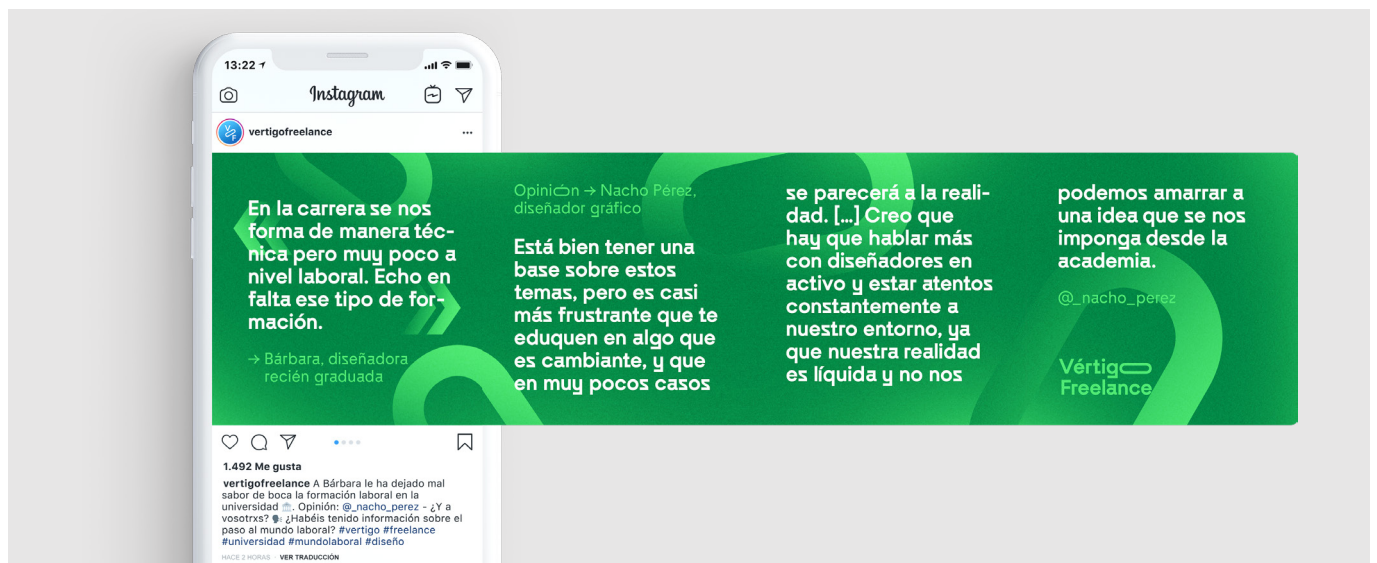 13:22
Instagram
vertigofreelance
En la carrera se nos
forma de manera téc-
nica pero muy poco a
nivel laboral. Echo en
falta ese tipo de for-
mación.
→ Bárbara, diseñadora
recién graduada
Opinión → Nacho Pérez,
diseñador gráfico
Está bien tener una
base sobre estos
temas, pero es casi
más frustrante que te
eduquen en algo que
es cambiante, y que
en muy pocos casos
se parecerá a la reali-
dad. [...] Creo que
hay que hablar más
con diseñadores en
activo y estar atentos
constantemente a
nuestro entorno, ya
que nuestra realidad
es líquida y no nos
podemos amarrar a
una idea que se nos
imponga desde la
academia.
@_nacho_perez
Vértigo
Freelance
1.492 Me gusta
vertigofreelance A Bárbara le ha dejado mal
sabor de boca la formación laboral en la
universidad 🏛️. Opinión: @_nacho_perez - ¿Y a
vosotrxs? 🗣️ ¿Habéis tenido información sobre el
paso al mundo laboral? #vertigo #freelance
#universidad #mundolaboral #diseño
HACE 2 HORAS · VER TRADUCCIÓN